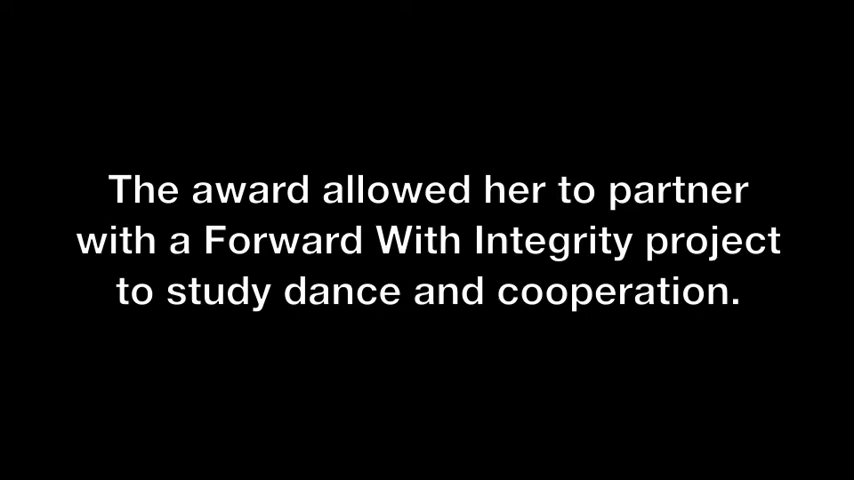 The award allowed her to partner
with a Forward With Integrity project
to study dance and cooperation.